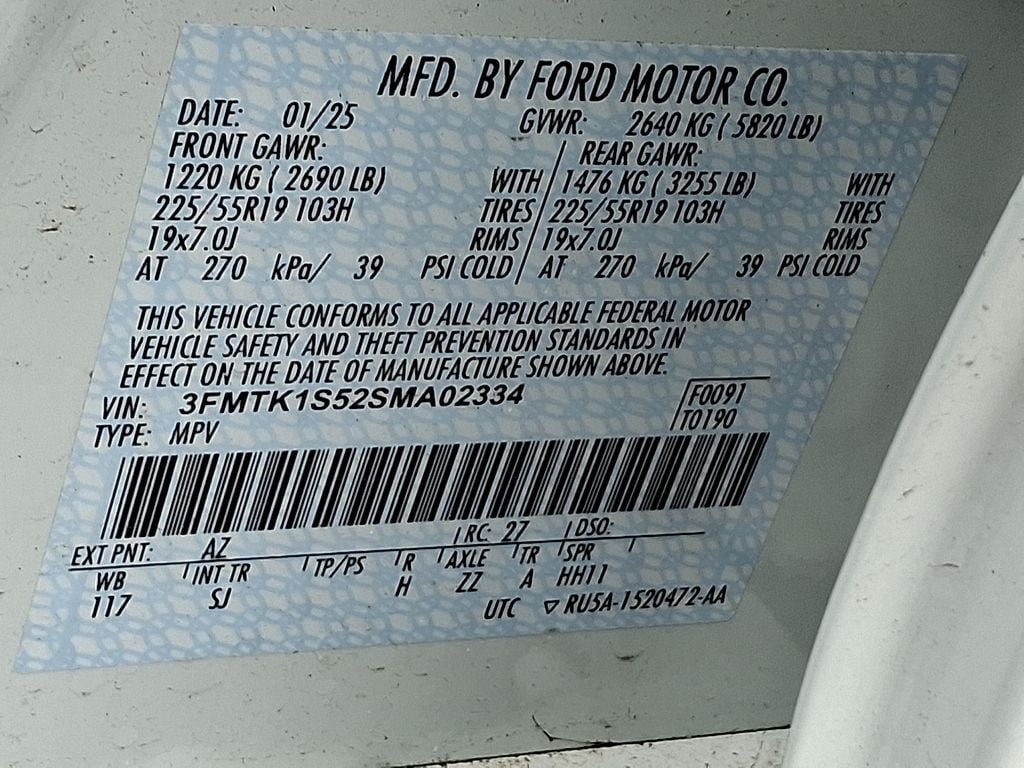 MFD. BY FORD MOTOR CO.
DATE: 01/25 GVWR: 2640 KG ( 5820 LB)
FRONT GAWR: REAR GAWR:
1220 KG ( 2690 LB) WITH 1476 KG ( 3255 LB) WITH
225/55R19 103H TIRES 225/55R19 103H TIRES
19x7.0J RIMS 19x7.0J RIMS
AT 270 kPa/ 39 PSI COLD AT 270 kPa/ 39 PSI COLD
THIS VEHICLE CONFORMS TO ALL APPLICABLE FEDERAL MOTOR
VEHICLE SAFETY AND THEFT PREVENTION STANDARDS IN
EFFECT ON THE DATE OF MANUFACTURE SHOWN ABOVE.
VIN: 3FMTK1S52SMA02334 F0091
TYPE: MPV T0190
EXT PNT: AZ RC: 27 DSO:
WB INT TR TP/PS R AXLE TR SPR
117 SJ H ZZ A HH11
UTC ▽ RU5A-1520472-AA